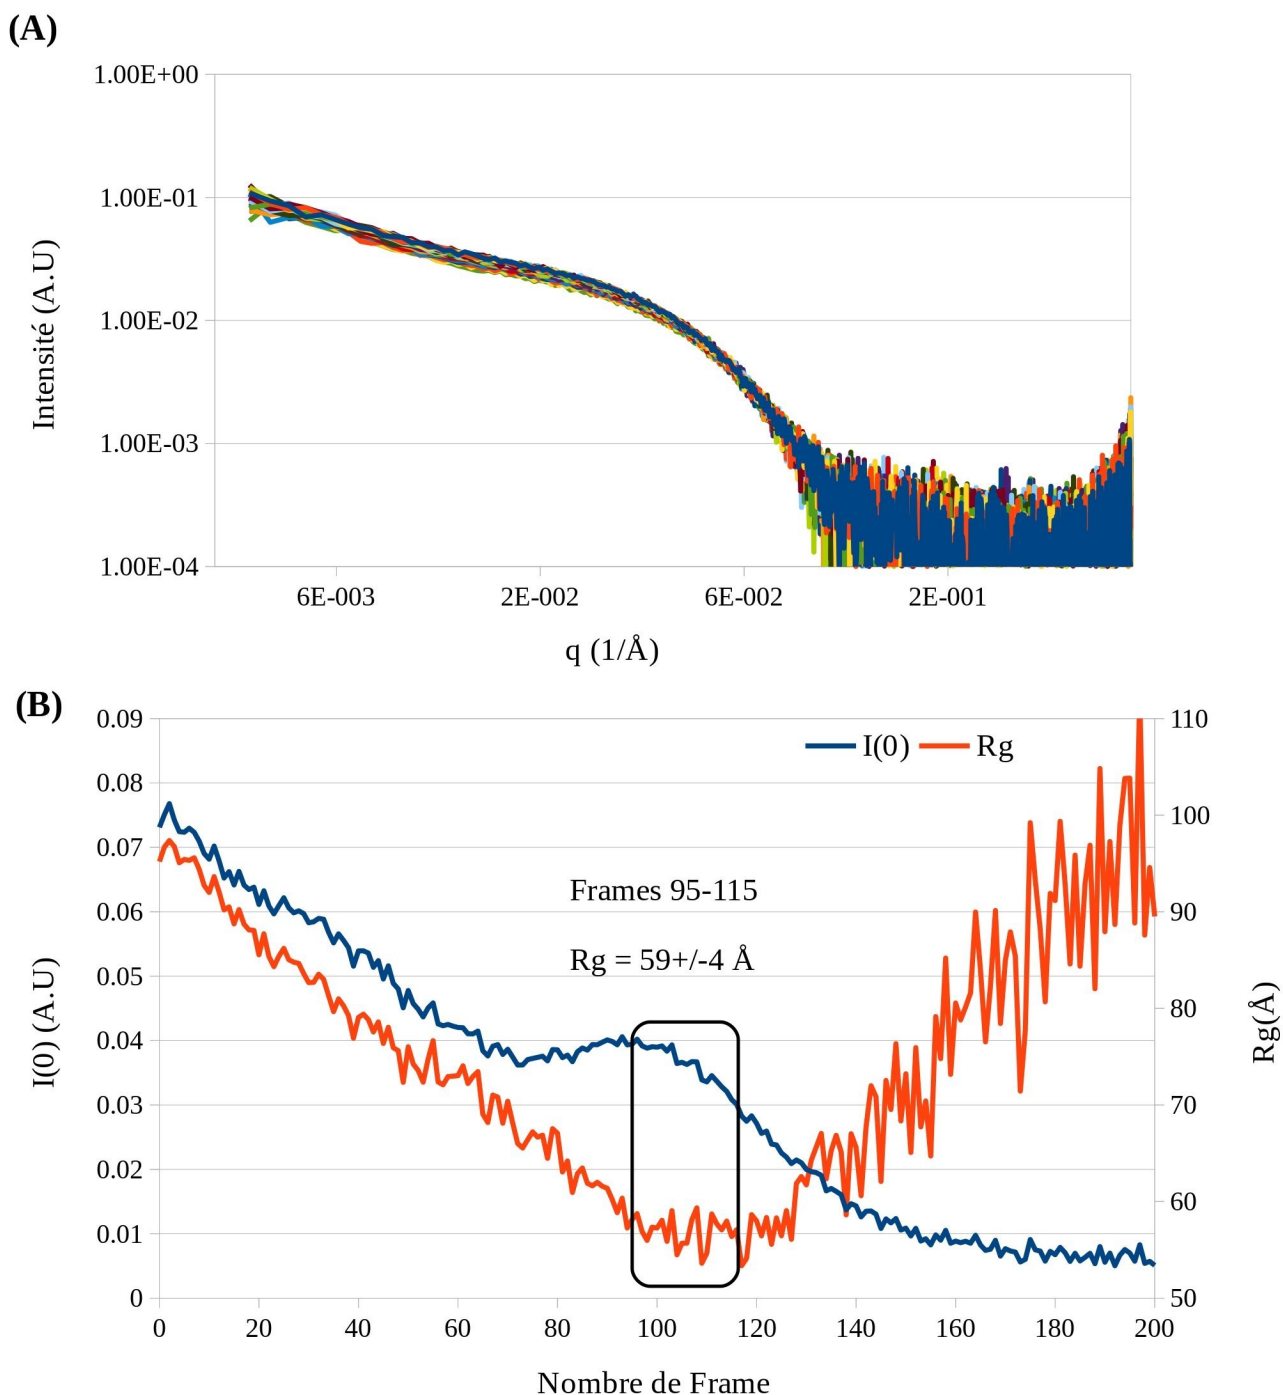 (A)
1.00E+00
1.00E-01
1.00E-02
1.00E-03
1.00E-04
Intensité (A.U)
6E-003 2E-002 6E-002 2E-001
q (1/Å)
(B)
0.09
0.08
0.07
0.06
0.05
0.04
0.03
0.02
0.01
0
I(0) (A.U)
I(0) Rg
Frames 95-115
Rg = 59+/-4 Å
110
100
90
80
70
60
50
Rg(Å)
0 20 40 60 80 100 120 140 160 180 200
Nombre de Frame